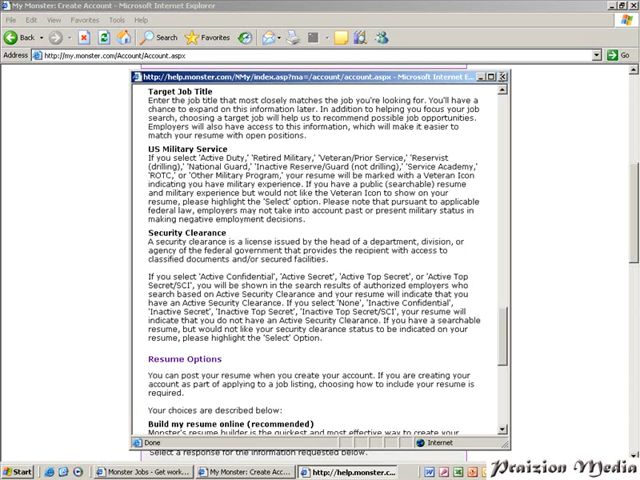 My Monster: Create Account - Microsoft Internet Explorer
File Edit View Favorites Tools Help
Back Search Favorites
Address http://my.monster.com/Account/Account.aspx Go
http://help.monster.com/NMy/index.asp?ma=/account/account.aspx - Microsoft Internet E...
Target Job Title
Enter the job title that most closely matches the job you're looking for. You'll have a
chance to expand on this information later. In addition to helping you focus your job
search, choosing a target job will help us to recommend possible job opportunities.
Employers will also have access to this information, which will make it easier to
match your resume with open positions.
US Military Service
If you select 'Active Duty,' 'Retired Military,' 'Veteran/Prior Service,' 'Reservist
(drilling),' 'National Guard,' 'Inactive Reserve/Guard (not drilling),' 'Service Academy,'
'ROTC,' or 'Other Military Program,' your resume will be marked with a Veteran Icon
indicating you have military experience. If you have a public (searchable) resume
and military experience but would not like the Veteran Icon to show on your
resume, please highlight the 'Select' option. Please note that pursuant to applicable
federal law, employers may not take into account past or present military status in
making negative employment decisions.
Security Clearance
A security clearance is a license issued by the head of a department, division, or
agency of the federal government that provides the recipient with access to
classified documents and/or secured facilities.
If you select 'Active Confidential', 'Active Secret', 'Active Top Secret', or 'Active Top
Secret/SCI', you will be shown in the search results of authorized employers who
search based on Active Security Clearance and your resume will indicate that you
have an Active Security Clearance. If you select 'None', 'Inactive Confidential',
'Inactive Secret', 'Inactive Top Secret', 'Inactive Top Secret/SCI', your resume will
indicate that you do not have an Active Security Clearance. If you have a searchable
resume, but would not like your security clearance status to be indicated on your
resume, please highlight the 'Select' Option.
Resume Options
You can post your resume when you create your account. If you are creating your
account as part of applying to a job listing, choosing how to include your resume is
required.
Your choices are described below:
Build my resume online (recommended)
Monster's resume builder is the quickest and most effective way to create your
Done Internet
Select a response for the information requested below.
Start Monster Jobs - Get work... My Monster: Create Acc... http://help.monster.co...
Praizion Media